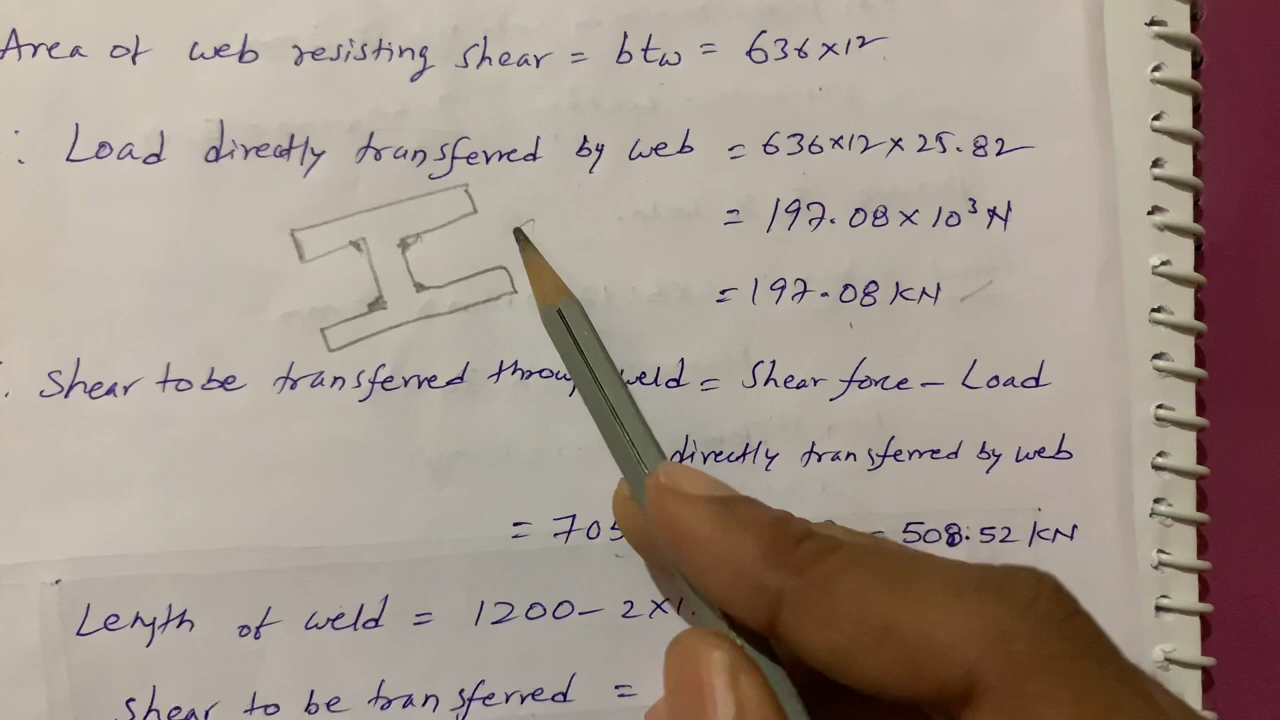 Area of web resisting shear = btw = 636×12
∴ Load directly transferred by web = 636×12×25.82
= 197.08×10³ N
= 197.08 KN
∴ Shear to be transferred weld = Shear force - Load
directly transferred by web
= 705 = 508.52 KN
Length of weld = 1200 - 2×1
Shear to be transferred =